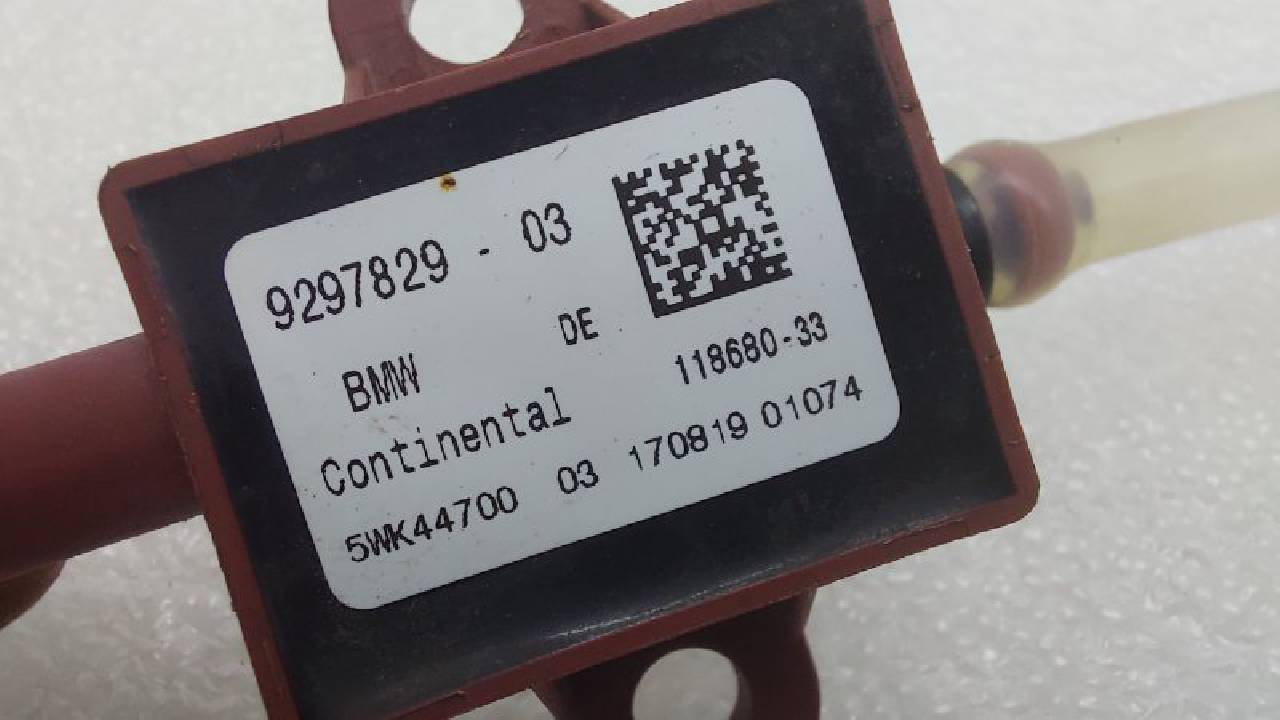 9297829 - 03
BMW DE
Continental 118680-33
5WK44700 03 170819 01074